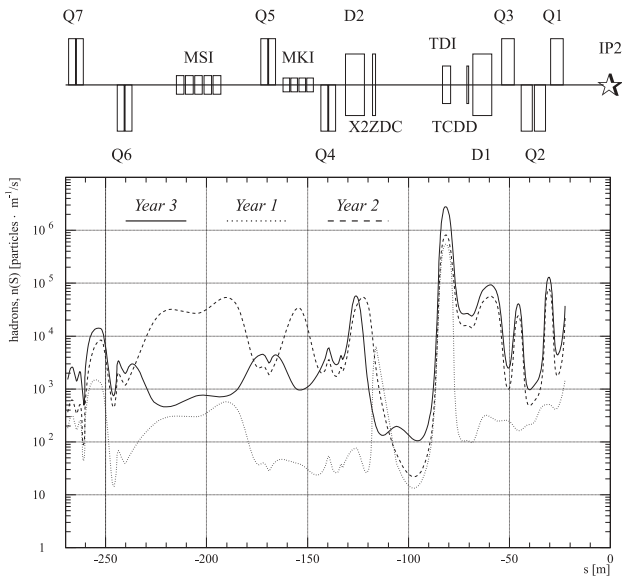 Q7 Q5 D2 Q3 Q1
MSI MKI TDI IP2
X2ZDC TCDD
Q6 Q4 D1 Q2
Year 3 Year 1 Year 2
hadrons, n(S) [particles · m⁻¹/s]
10⁶
10⁵
10⁴
10³
10²
10
1
-250 -200 -150 -100 -50 0
s [m]